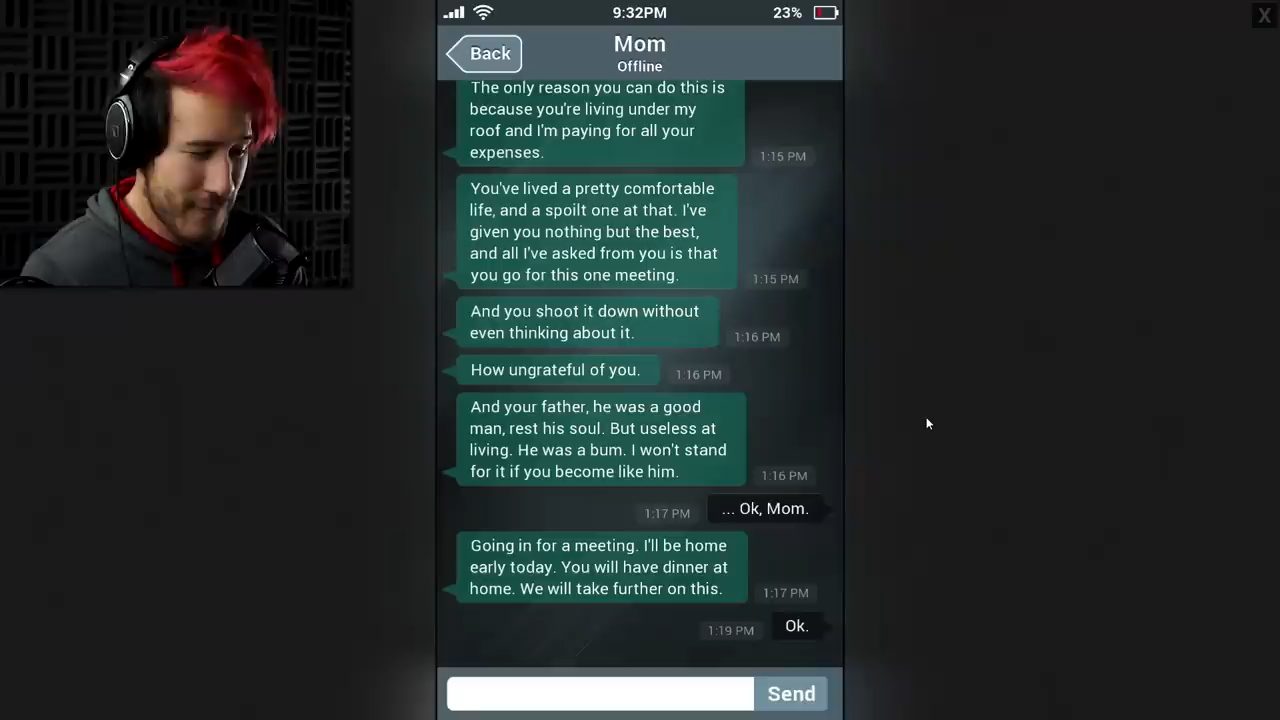 9:32PM
23%
X
Back
Mom
Offline
The only reason you can do this is
because you're living under my
roof and I'm paying for all your
expenses.
1:15 PM
You've lived a pretty comfortable
life, and a spoilt one at that. I've
given you nothing but the best,
and all I've asked from you is that
you go for this one meeting.
1:15 PM
And you shoot it down without
even thinking about it.
1:16 PM
How ungrateful of you.
1:16 PM
And your father, he was a good
man, rest his soul. But useless at
living. He was a bum. I won't stand
for it if you become like him.
1:16 PM
... Ok, Mom.
1:17 PM
Going in for a meeting. I'll be home
early today. You will have dinner at
home. We will take further on this.
1:17 PM
Ok.
1:19 PM
Send